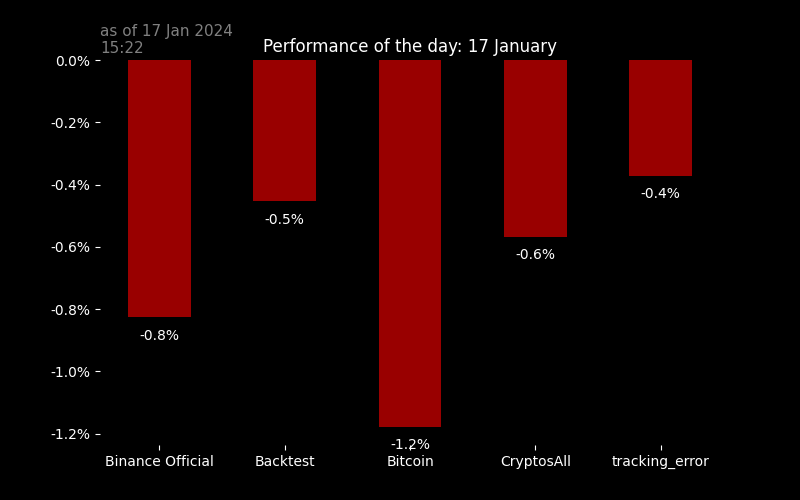 as of 17 Jan 2024
15:22
Performance of the day: 17 January
0.0%
-0.2%
-0.4%
-0.6%
-0.8%
-1.0%
-1.2%
-0.8%
-0.5%
-1.2%
-0.6%
-0.4%
Binance Official
Backtest
Bitcoin
CryptosAll
tracking_error